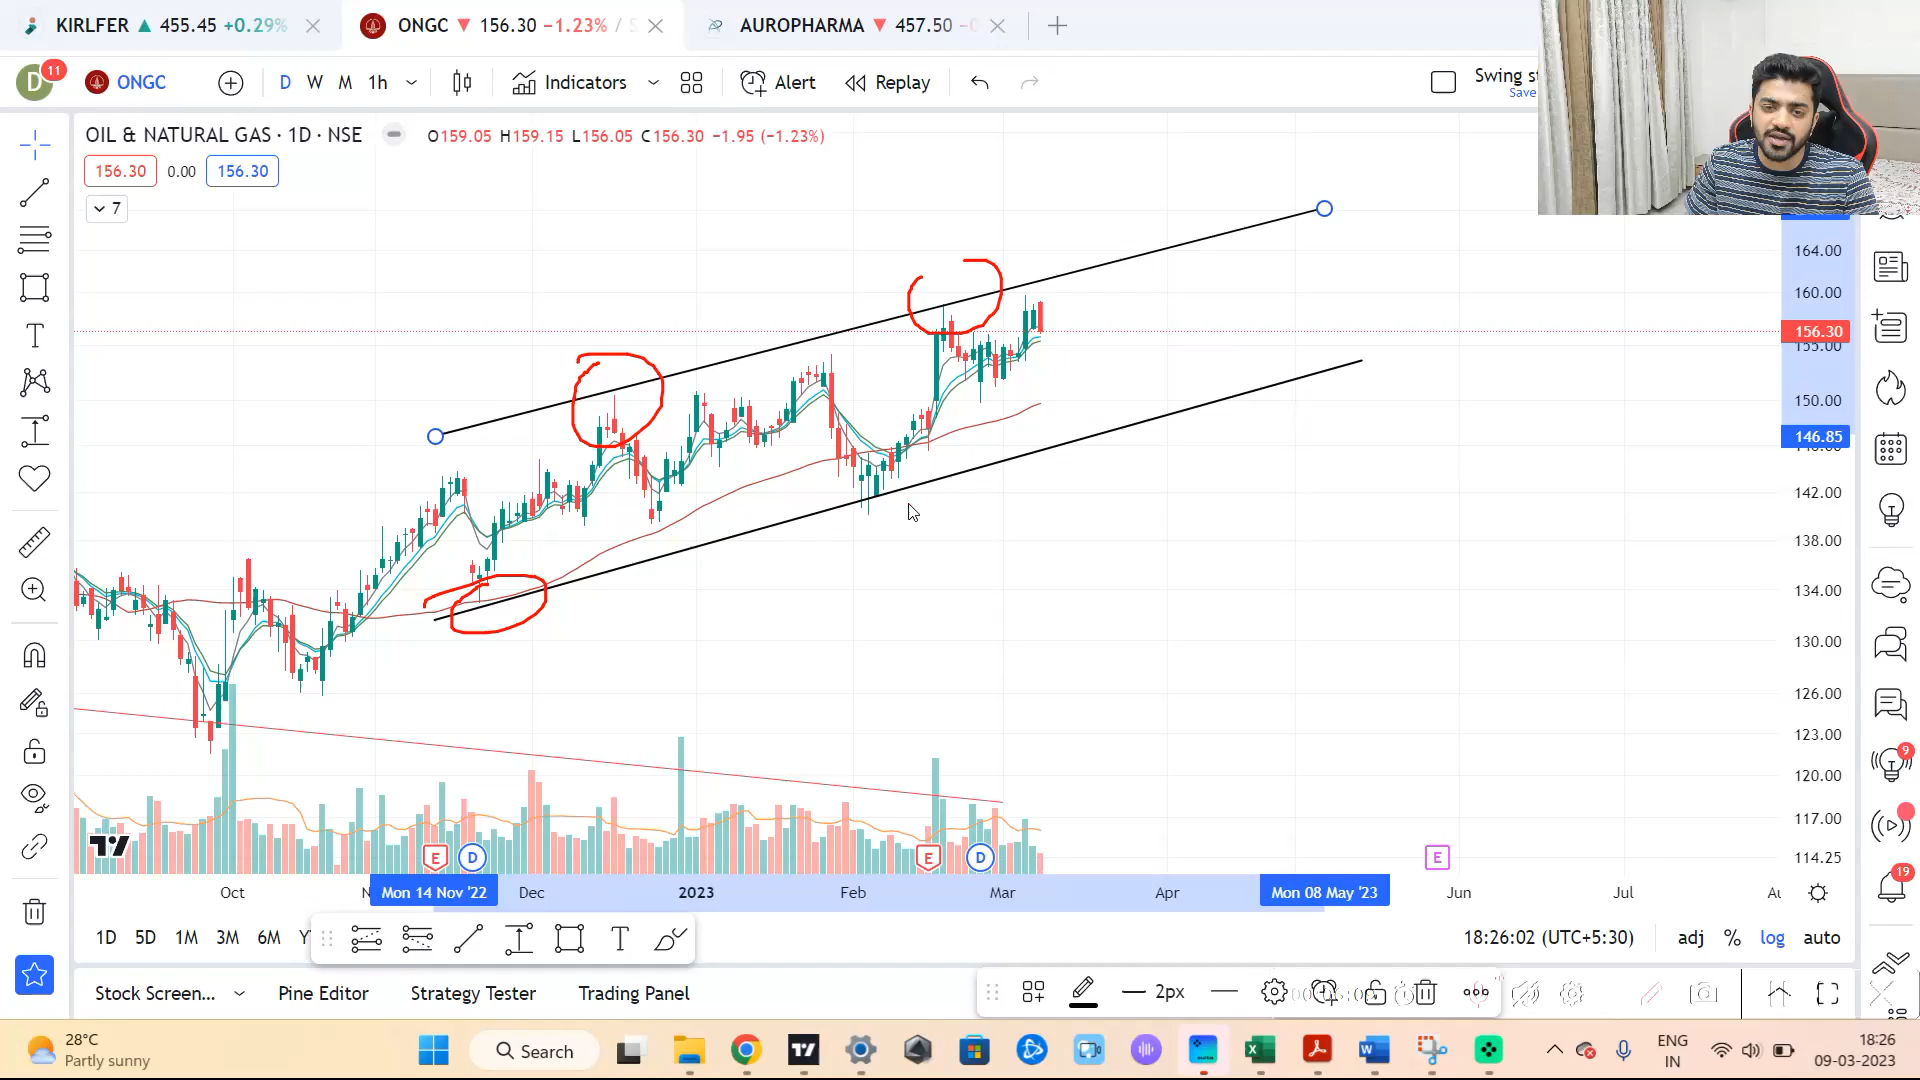 KIRLFER ▲ 455.45 +0.29%
ONGC ▼ 156.30 −1.23% /
AUROPHARMA ▼ 457.50
D 11
ONGC
D W M 1h
Indicators
Alert
Replay
Swing st
Save
OIL & NATURAL GAS · 1D · NSE
O159.05 H159.15 L156.05 C156.30 −1.95 (−1.23%)
156.30 0.00 156.30
7
164.00
160.00
156.30
155.00
150.00
146.85
142.00
138.00
134.00
130.00
126.00
123.00
120.00
117.00
114.25
9
19
E D E D E
Oct
Mon 14 Nov '22
Dec
2023
Feb
Mar
Apr
Mon 08 May '23
Jun
Jul
1D 5D 1M 3M 6M
T
18:26:02 (UTC+5:30)
adj % log auto
Stock Screen...
Pine Editor
Strategy Tester
Trading Panel
2px
28°C
Partly sunny
Search
ENG
IN
18:26
09-03-2023